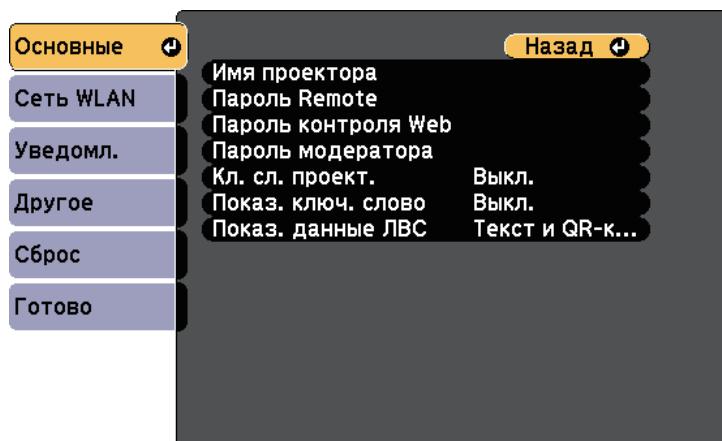 Основные
Сеть WLAN
Уведомл.
Другое
Сброс
Готово
Назад
Имя проектора
Пароль Remote
Пароль контроля Web
Пароль модератора
Кл. сл. проект. Выкл.
Показ. ключ. слово Выкл.
Показ. данные ЛВС Текст и QR-к...